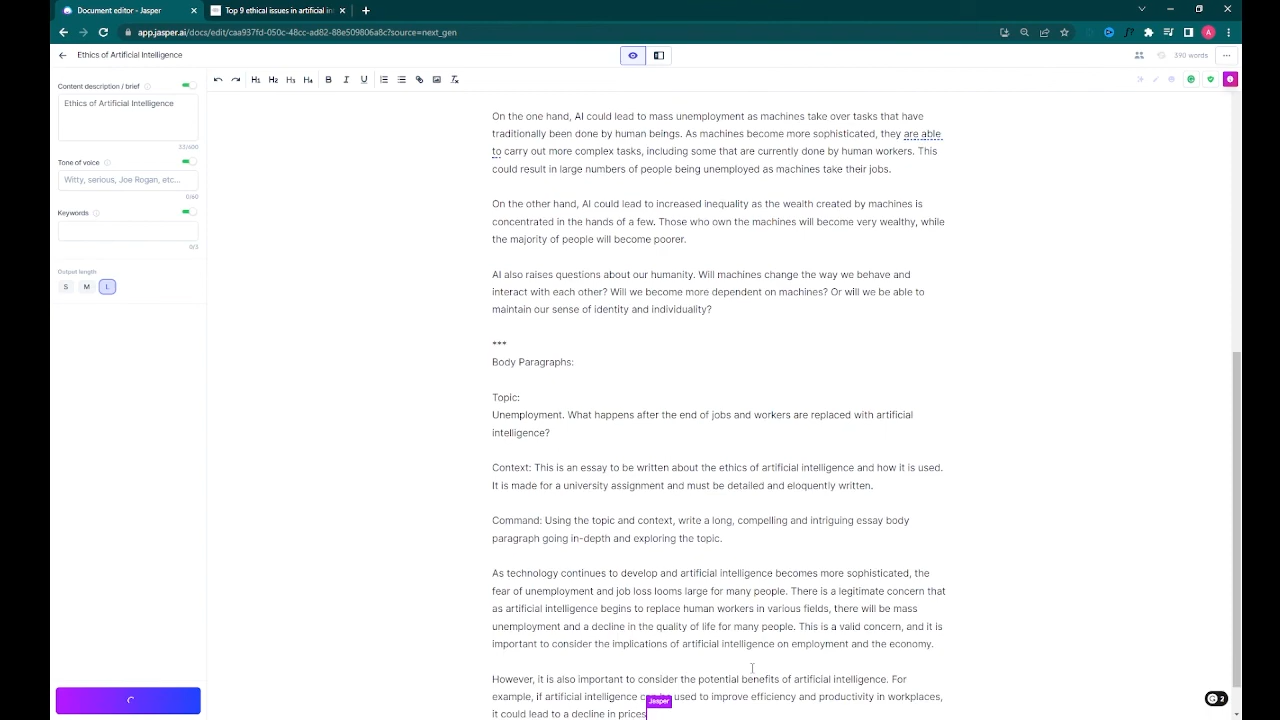 Document editor - Jasper
Top 9 ethical issues in artificial in
app.jasper.ai/docs/edit/caa937fd-050c-48cc-ad82-88e509806a8c?source=next_gen
A
Ethics of Artificial Intelligence
390 words
Content description / brief
Ethics of Artificial Intelligence
33/600
Tone of voice
Witty, serious, Joe Rogan, etc...
0/60
Keywords
0/3
Output length
S M L
H1 H2 H3 H4 B I U
On the one hand, AI could lead to mass unemployment as machines take over tasks that have
traditionally been done by human beings. As machines become more sophisticated, they are able
to carry out more complex tasks, including some that are currently done by human workers. This
could result in large numbers of people being unemployed as machines take their jobs.
On the other hand, AI could lead to increased inequality as the wealth created by machines is
concentrated in the hands of a few. Those who own the machines will become very wealthy, while
the majority of people will become poorer.
AI also raises questions about our humanity. Will machines change the way we behave and
interact with each other? Will we become more dependent on machines? Or will we be able to
maintain our sense of identity and individuality?
***
Body Paragraphs:
Topic:
Unemployment. What happens after the end of jobs and workers are replaced with artificial
intelligence?
Context: This is an essay to be written about the ethics of artificial intelligence and how it is used.
It is made for a university assignment and must be detailed and eloquently written.
Command: Using the topic and context, write a long, compelling and intriguing essay body
paragraph going in-depth and exploring the topic.
As technology continues to develop and artificial intelligence becomes more sophisticated, the
fear of unemployment and job loss looms large for many people. There is a legitimate concern that
as artificial intelligence begins to replace human workers in various fields, there will be mass
unemployment and a decline in the quality of life for many people. This is a valid concern, and it is
important to consider the implications of artificial intelligence on employment and the economy.
However, it is also important to consider the potential benefits of artificial intelligence. For
example, if artificial intelligence used to improve efficiency and productivity in workplaces,
Jasper
it could lead to a decline in prices
2